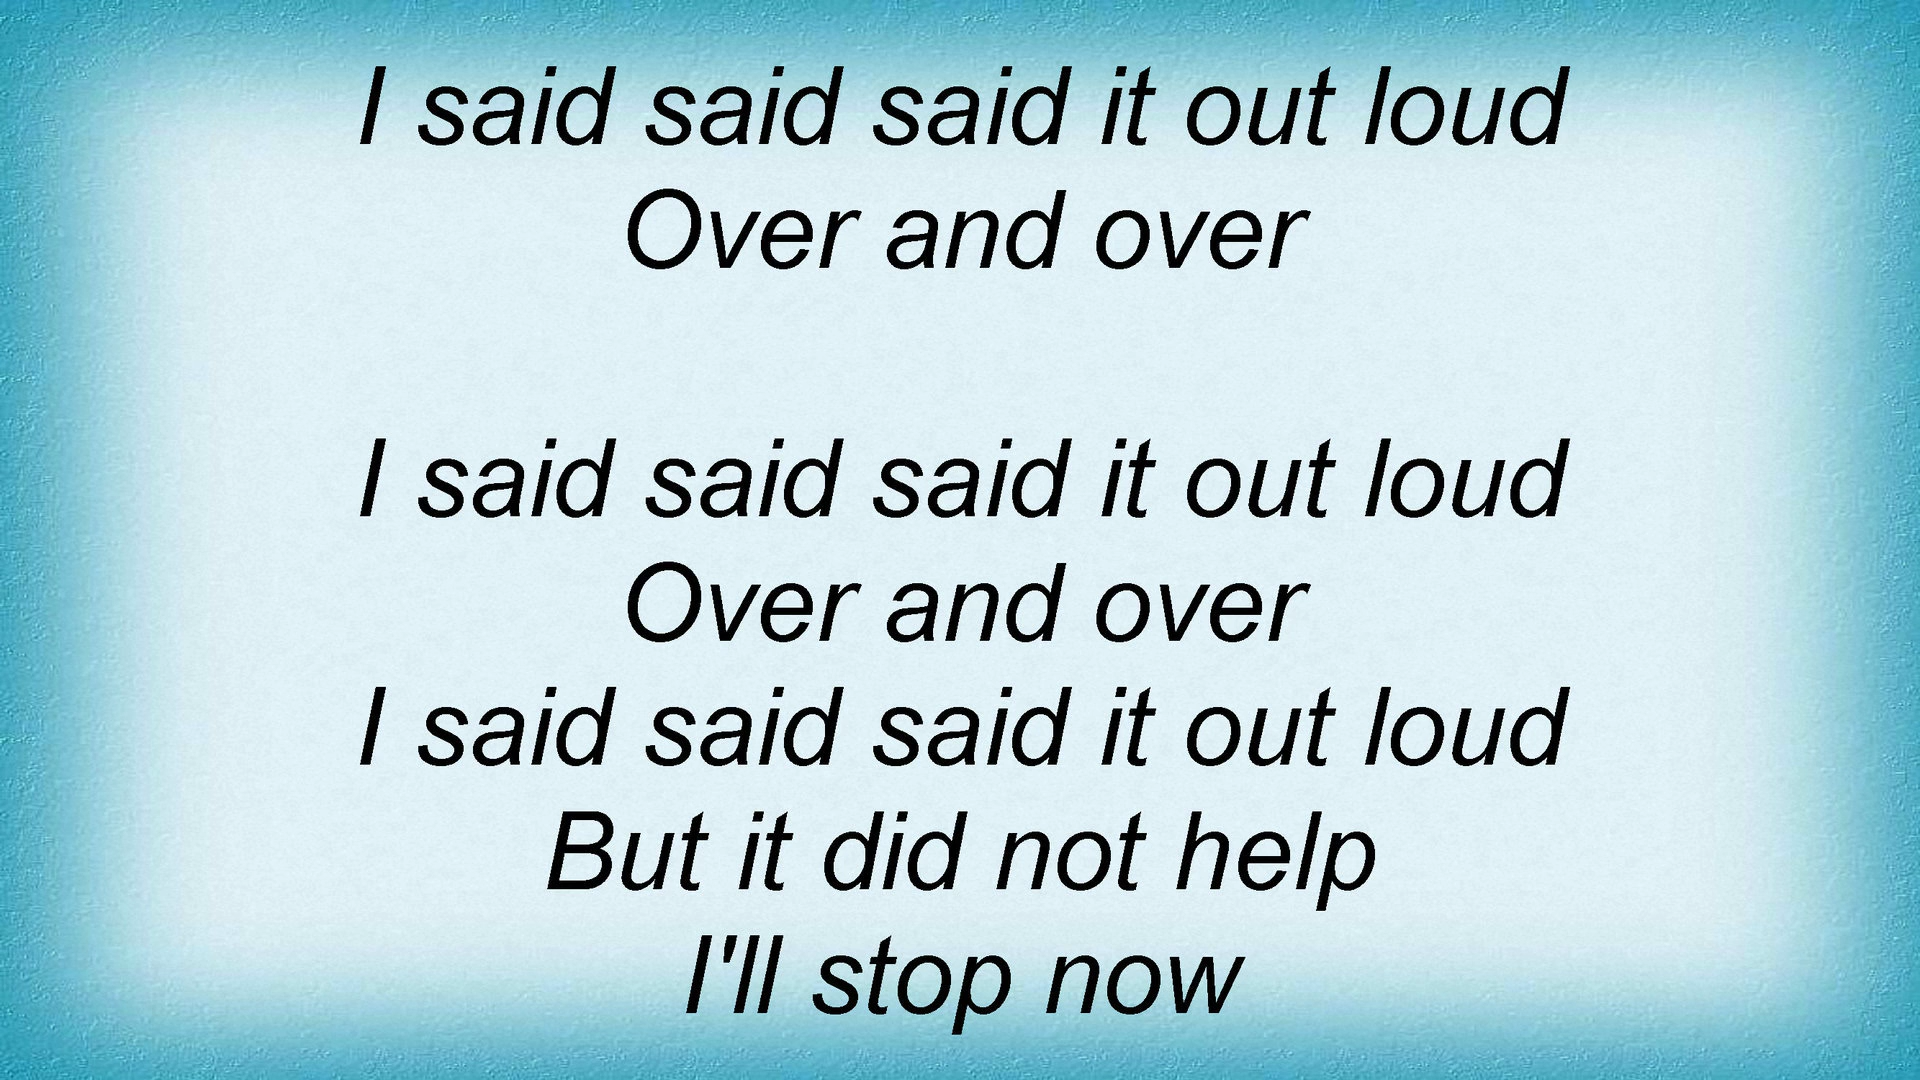 I said said said it out loud
Over and over
I said said said it out loud
Over and over
I said said said it out loud
But it did not help
I'll stop now